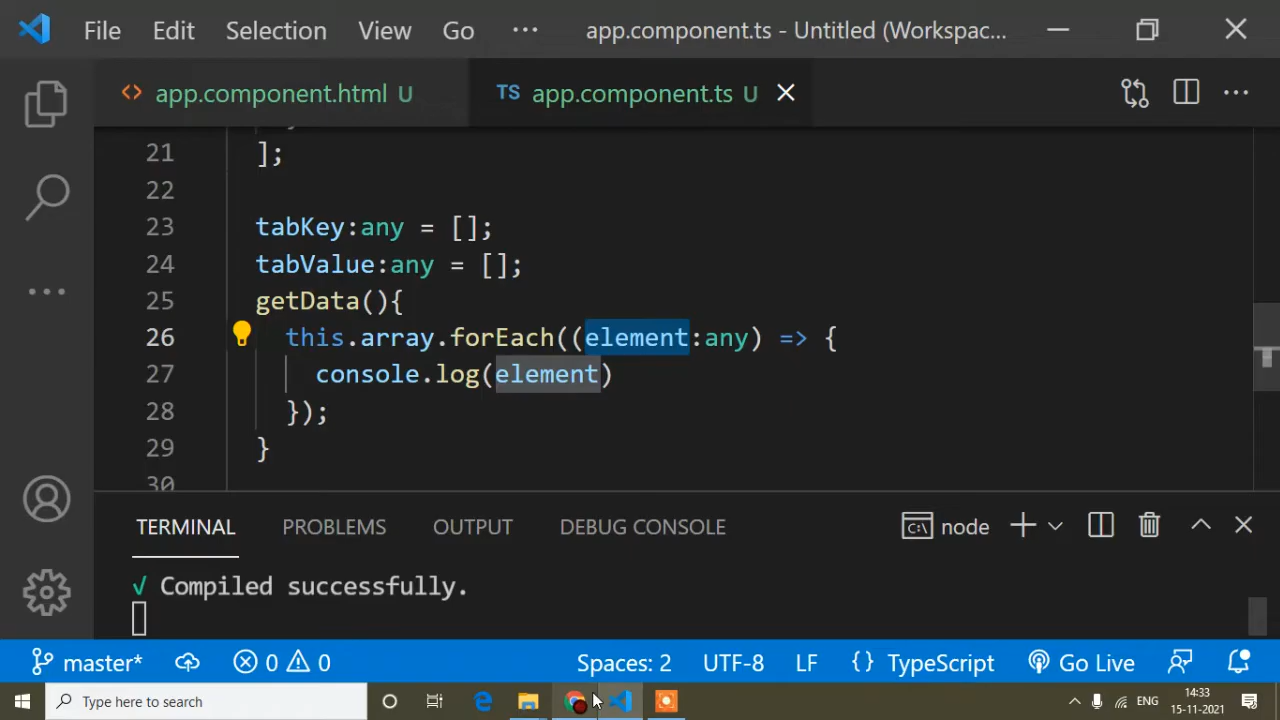 File Edit Selection View Go ··· app.component.ts - Untitled (Workspac...
<> app.component.html U TS app.component.ts U
21 ];
22
23 tabKey:any = [];
24 tabValue:any = [];
25 getData(){
26 this.array.forEach((element:any) => {
27 console.log(element)
28 });
29 }
30
TERMINAL PROBLEMS OUTPUT DEBUG CONSOLE node
√ Compiled successfully.
master* 0 0 Spaces: 2 UTF-8 LF {} TypeScript Go Live
Type here to search ENG 14:33
15-11-2021